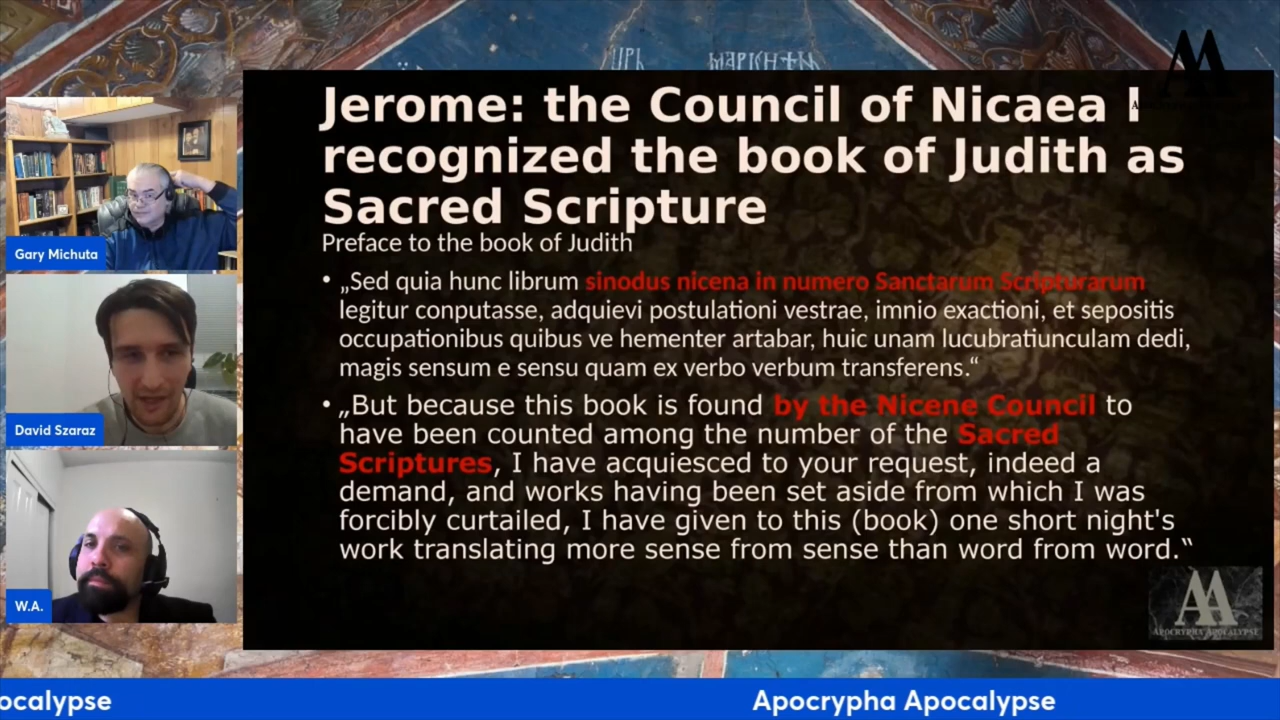 ЦРЬ МАРКНТН
Jerome: the Council of Nicaea I
recognized the book of Judith as
Sacred Scripture
Preface to the book of Judith
• „Sed quia hunc librum sinodus nicena in numero Sanctarum Scripturarum
legitur conputasse, adquievi postulationi vestrae, imnio exactioni, et sepositis
occupationibus quibus ve hementer artabar, huic unam lucubratiunculam dedi,
magis sensum e sensu quam ex verbo verbum transferens.“
• „But because this book is found by the Nicene Council to
have been counted among the number of the Sacred
Scriptures, I have acquiesced to your request, indeed a
demand, and works having been set aside from which I was
forcibly curtailed, I have given to this (book) one short night's
work translating more sense from sense than word from word.“
Gary Michuta
David Szaraz
W.A.
AA
APOCRYPHA APOCALYPSE
ocalypse
Apocrypha Apocalypse